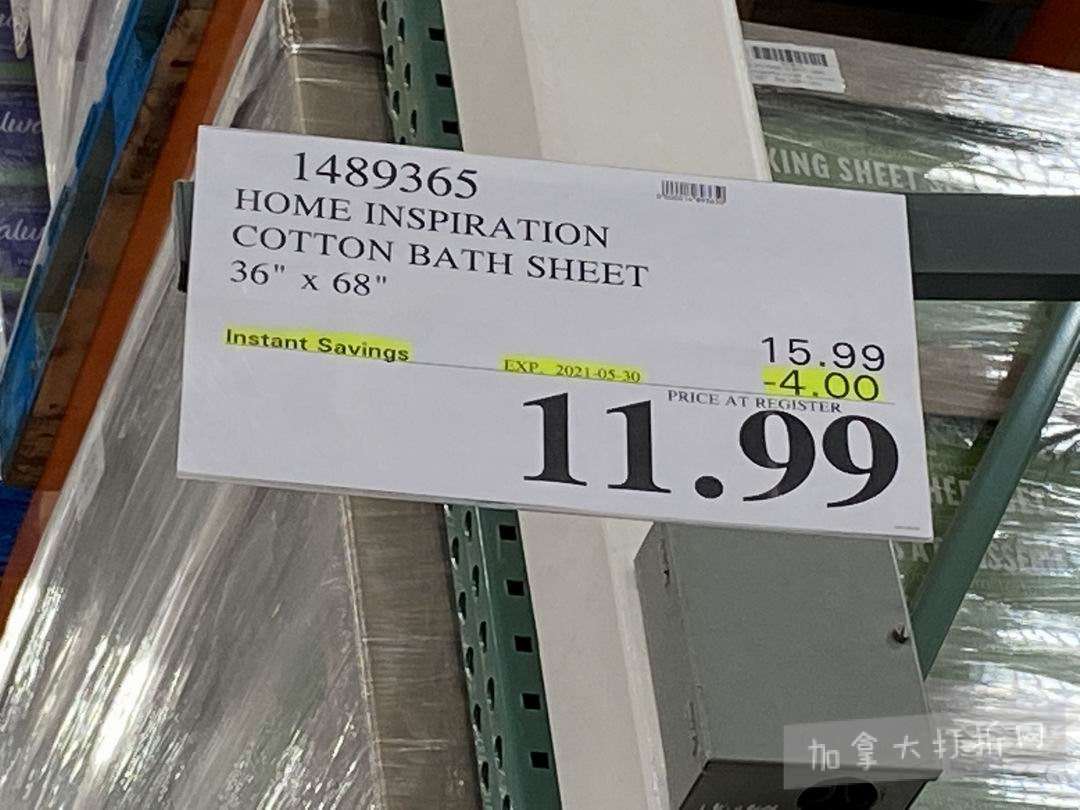 1489365
HOME INSPIRATION
COTTON BATH SHEET
36" x 68"
15.99
Instant Savings EXP. 2021-05-30 -4.00
PRICE AT REGISTER
11.99
KING SHEET
加拿大打折网